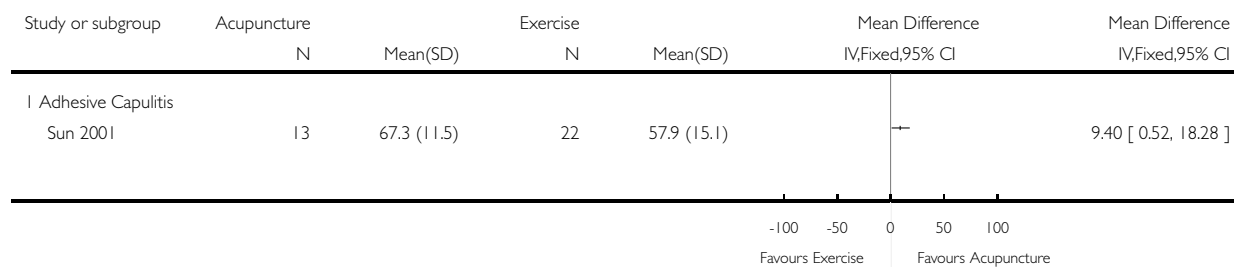 Study or subgroup Acupuncture Exercise Mean Difference Mean Difference
N Mean(SD) N Mean(SD) IV,Fixed,95% CI IV,Fixed,95% CI
1 Adhesive Capulitis
Sun 2001 13 67.3 (11.5) 22 57.9 (15.1) 9.40 [ 0.52, 18.28 ]
-100 -50 0 50 100
Favours Exercise Favours Acupuncture